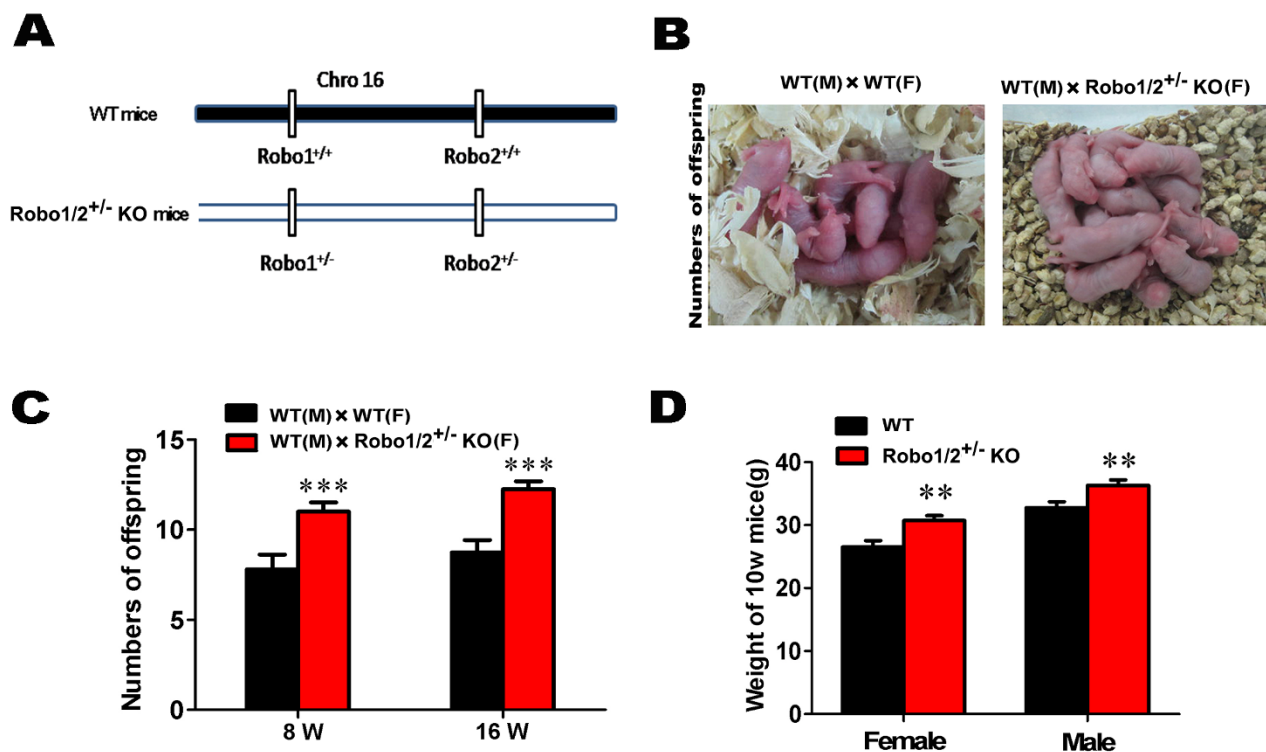 A
Chro 16
WT mice
Robo1+/+ Robo2+/+
Robo1/2+/- KO mice
Robo1+/- Robo2+/-
B
WT(M) × WT(F) WT(M) × Robo1/2+/- KO(F)
Numbers of offspring
C
WT(M) × WT(F)
WT(M) × Robo1/2+/- KO(F)
Numbers of offspring
15
10
5
0
*** ***
8 W 16 W
D
WT
Robo1/2+/- KO
Weight of 10w mice(g)
40
30
20
10
0
** **
Female Male